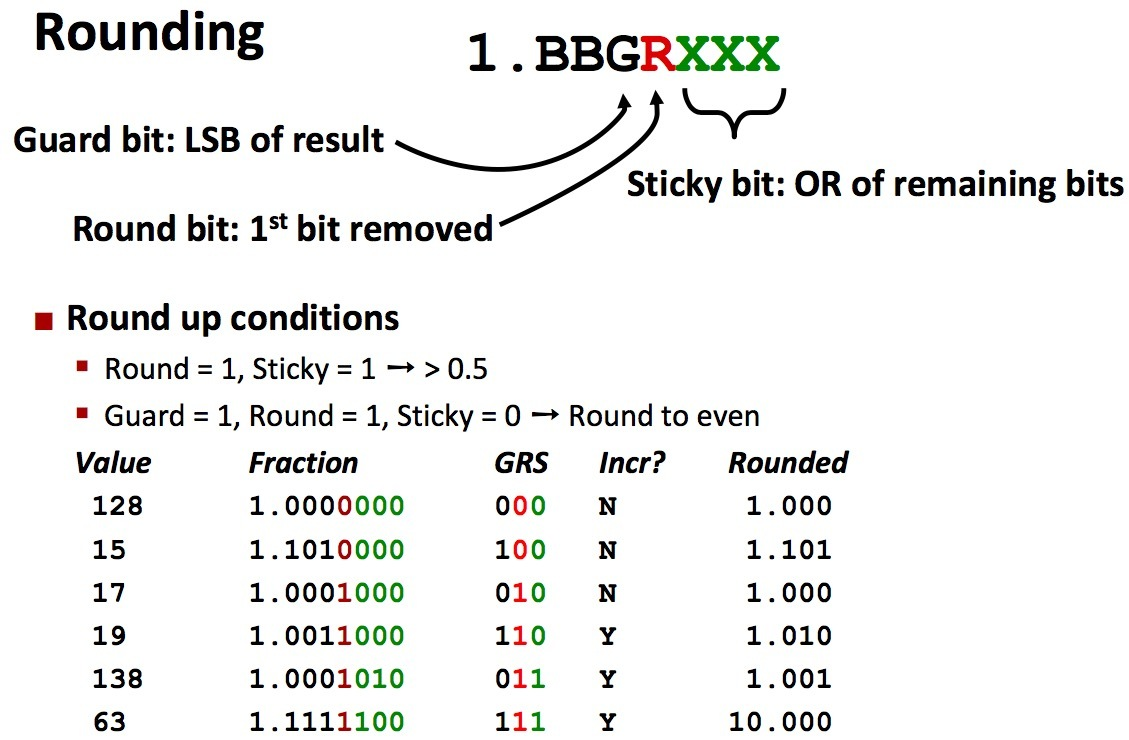 Rounding
1.BBGRXXX
Guard bit: LSB of result
Sticky bit: OR of remaining bits
Round bit: 1st bit removed
■ Round up conditions
▪ Round = 1, Sticky = 1 → > 0.5
▪ Guard = 1, Round = 1, Sticky = 0 → Round to even
Value Fraction GRS Incr? Rounded
128 1.0000000 000 N 1.000
15 1.1010000 100 N 1.101
17 1.0001000 010 N 1.000
19 1.0011000 110 Y 1.010
138 1.0001010 011 Y 1.001
63 1.1111100 111 Y 10.000